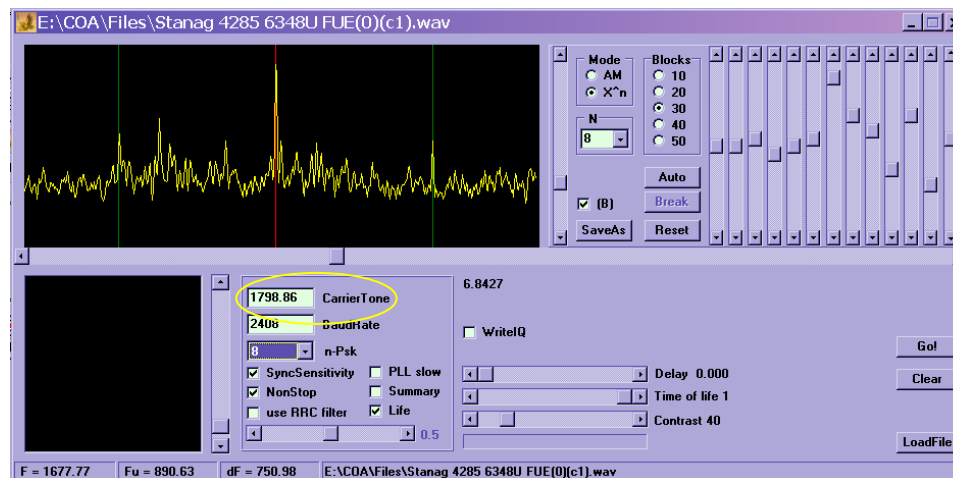 E:\COA\Files\Stanag 4285 6348U FUE(0)(c1).wav
Mode
AM
X^n
Blocks
10
20
30
40
50
N
8
(B)
Auto
Break
SaveAs
Reset
1798.86 CarrierTone
2408 BaudRate
8 n-Psk
SyncSensitivity PLL slow
NonStop Summary
use RRC filter Life
0.5
6.8427
WriteIQ
Delay 0.000
Time of life 1
Contrast 40
Go!
Clear
LoadFile
F = 1677.77 Fu = 890.63 dF = 750.98 E:\COA\Files\Stanag 4285 6348U FUE(0)(c1).wav